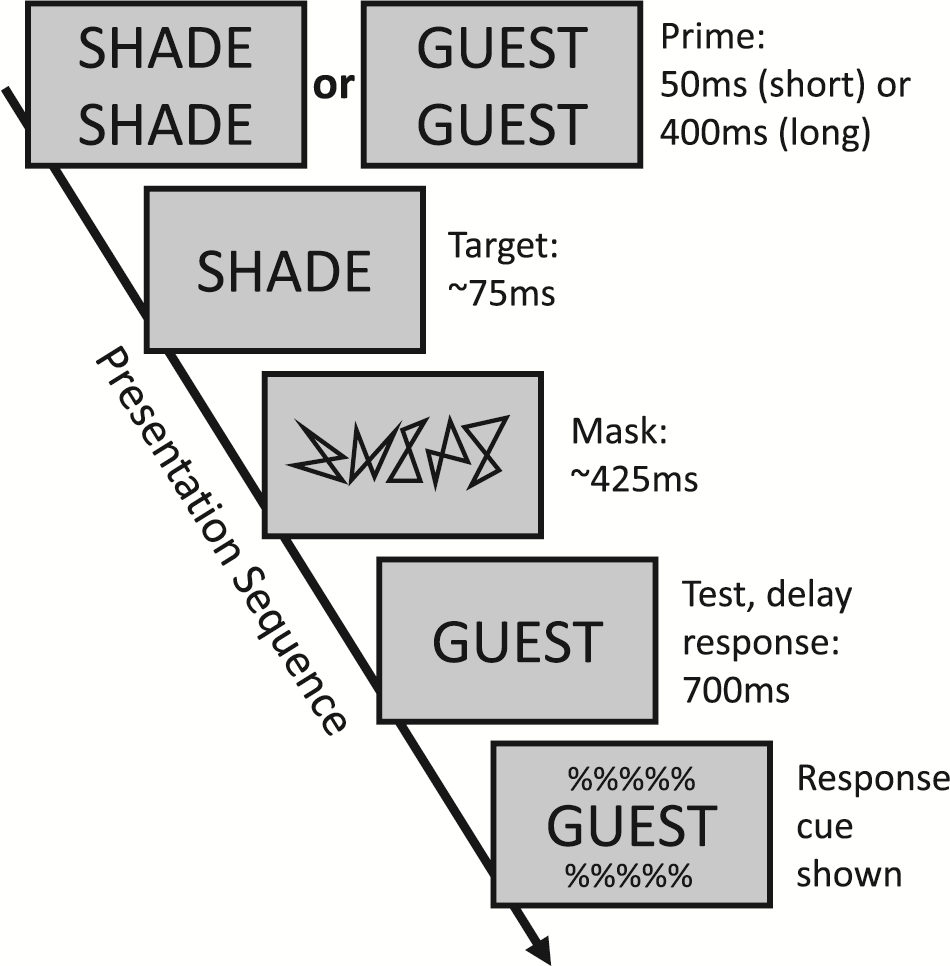 SHADE
SHADE
or
GUEST
GUEST
Prime:
50ms (short) or
400ms (long)
SHADE
Target:
~75ms
Mask:
~425ms
Presentation Sequence
GUEST
Test, delay
response:
700ms
%%%%%
GUEST
%%%%%
Response
cue
shown